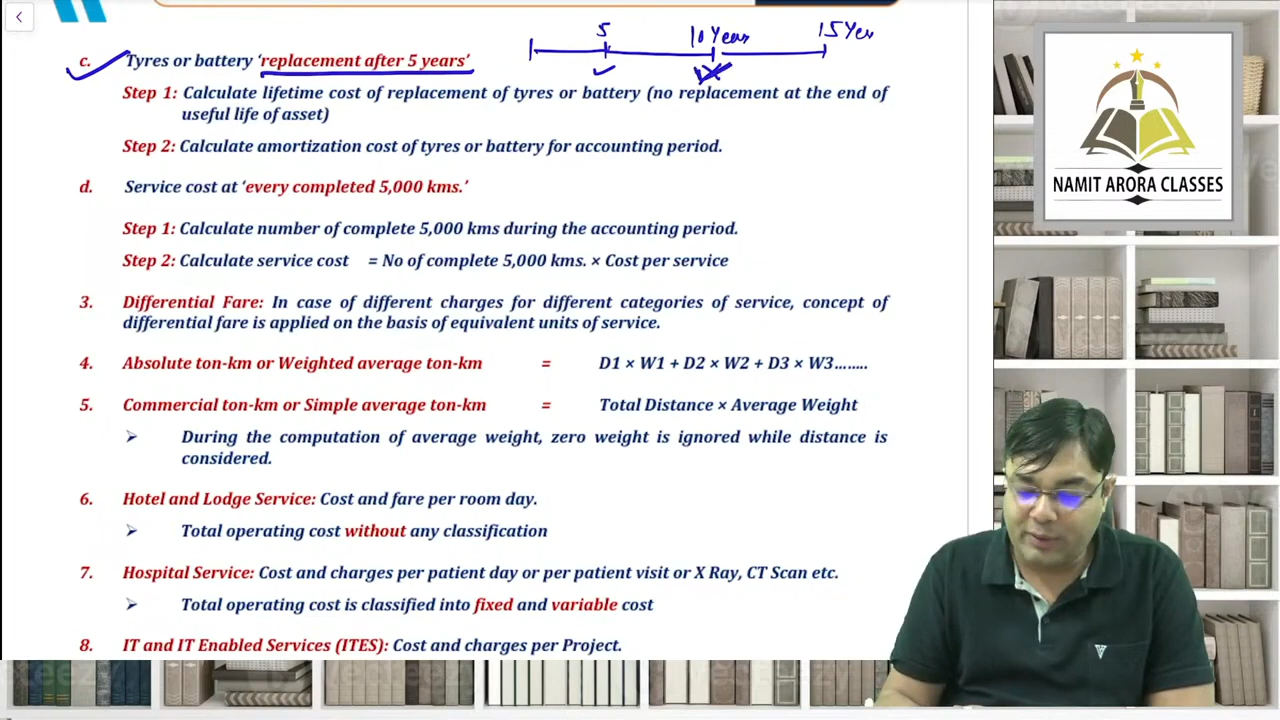 5 10 Years 15 Yea
c. Tyres or battery ‘replacement after 5 years’
Step 1: Calculate lifetime cost of replacement of tyres or battery (no replacement at the end of
useful life of asset)
Step 2: Calculate amortization cost of tyres or battery for accounting period.
d. Service cost at ‘every completed 5,000 kms.’
Step 1: Calculate number of complete 5,000 kms during the accounting period.
Step 2: Calculate service cost = No of complete 5,000 kms. × Cost per service
3. Differential Fare: In case of different charges for different categories of service, concept of
differential fare is applied on the basis of equivalent units of service.
4. Absolute ton-km or Weighted average ton-km = D1 × W1 + D2 × W2 + D3 × W3........
5. Commercial ton-km or Simple average ton-km = Total Distance × Average Weight
During the computation of average weight, zero weight is ignored while distance is
considered.
6. Hotel and Lodge Service: Cost and fare per room day.
Total operating cost without any classification
7. Hospital Service: Cost and charges per patient day or per patient visit or X Ray, CT Scan etc.
Total operating cost is classified into fixed and variable cost
8. IT and IT Enabled Services (ITES): Cost and charges per Project.
NAMIT ARORA CLASSES